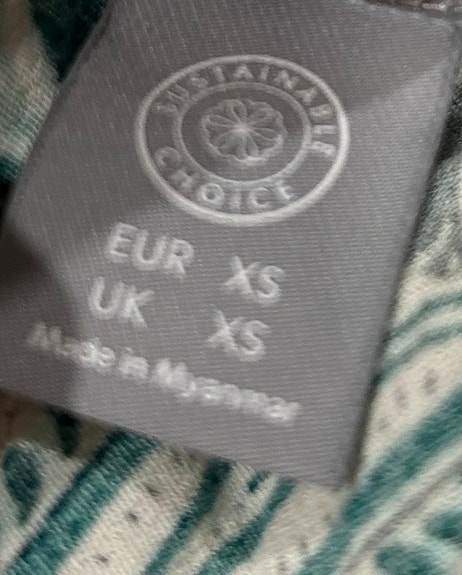 SUSTAINABLE
CHOICE
EUR XS
UK XS
Made in Myanmar